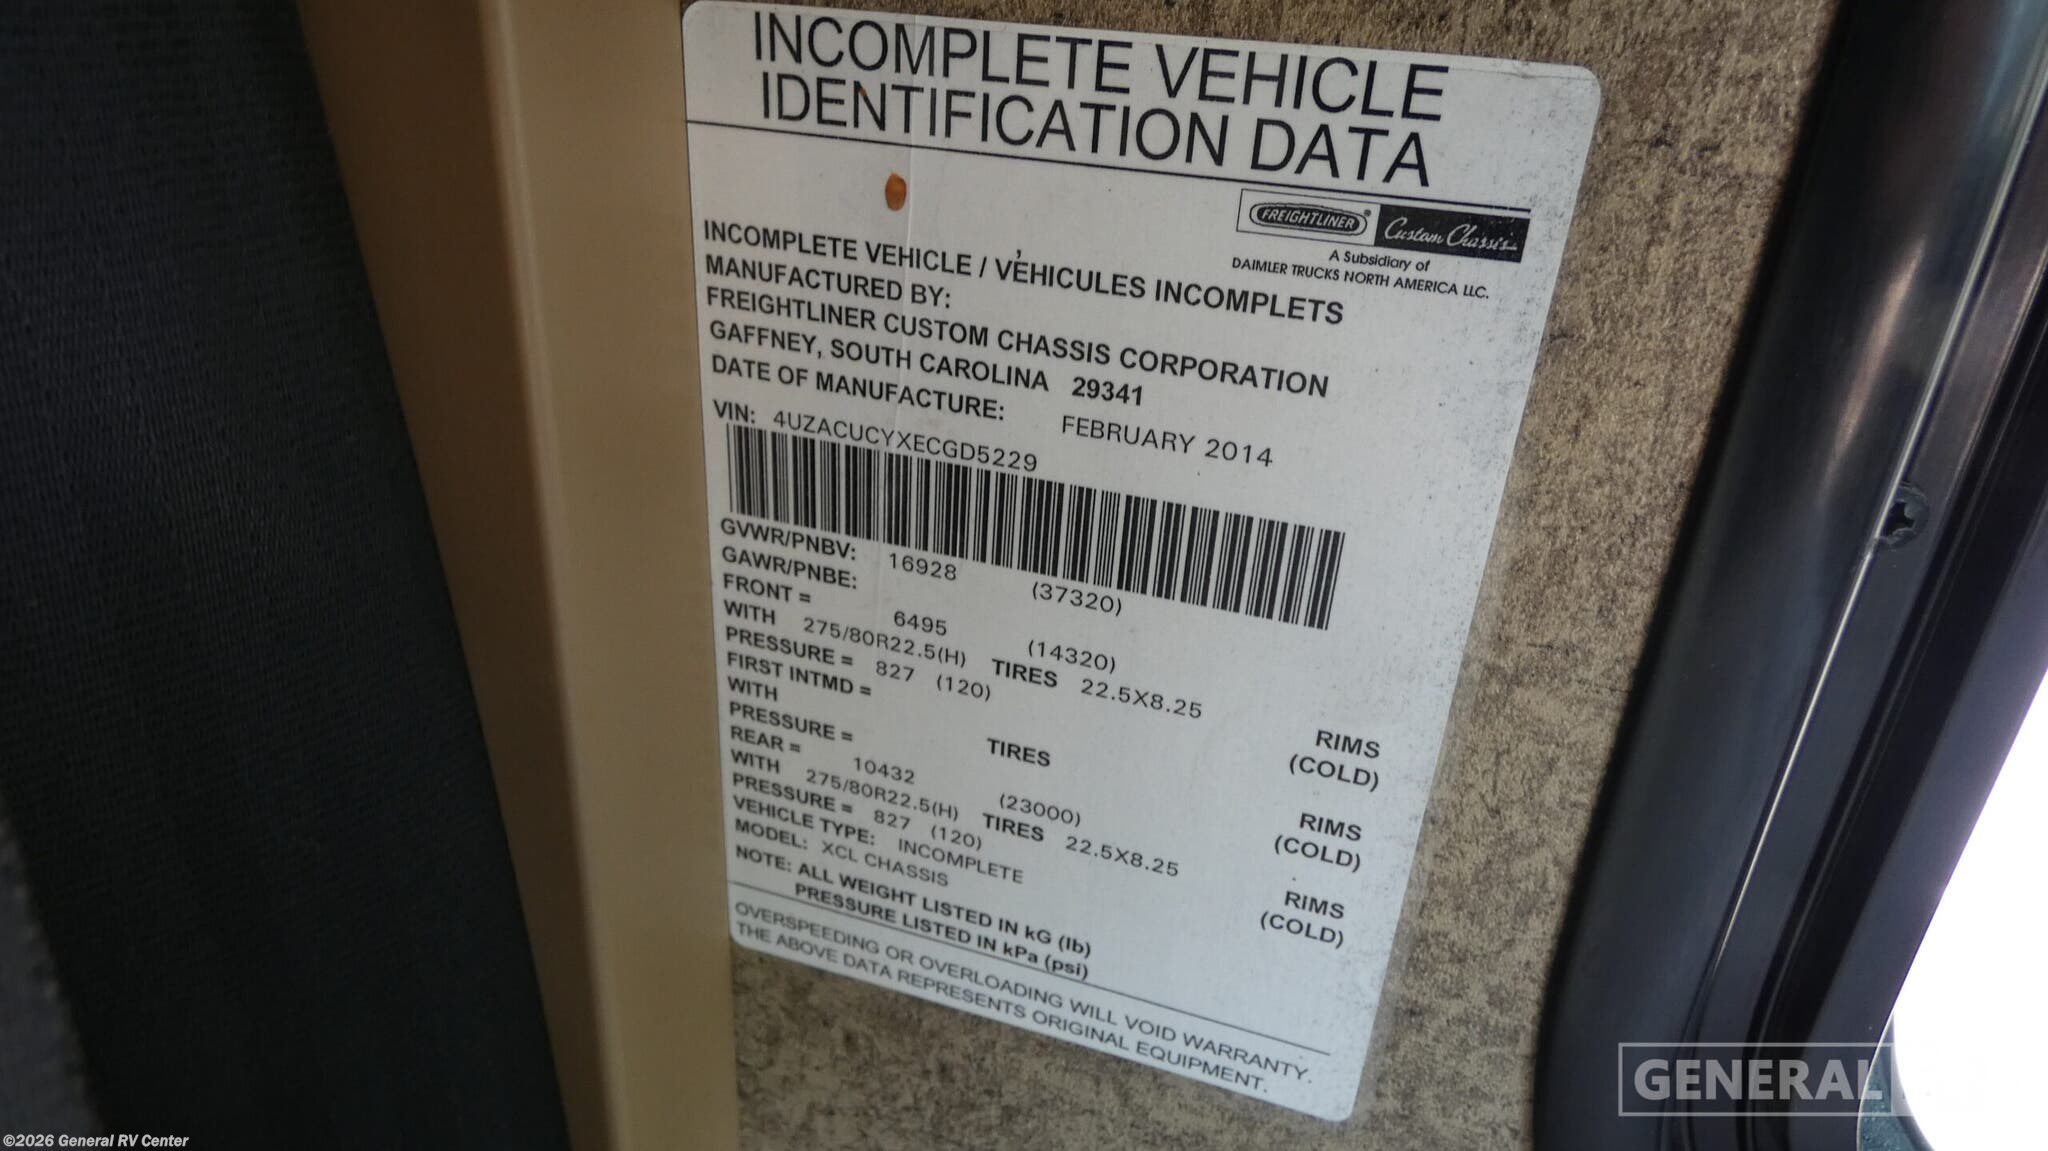 INCOMPLETE VEHICLE
IDENTIFICATION DATA
FREIGHTLINER® Custom Chassis
A Subsidiary of
DAIMLER TRUCKS NORTH AMERICA LLC.
INCOMPLETE VEHICLE / VÉHICULES INCOMPLETS
MANUFACTURED BY:
FREIGHTLINER CUSTOM CHASSIS CORPORATION
GAFFNEY, SOUTH CAROLINA 29341
DATE OF MANUFACTURE: FEBRUARY 2014
VIN: 4UZACUCYXECGD5229
GVWR/PNBV: 16928 (37320)
GAWR/PNBE:
FRONT = 6495 (14320)
WITH 275/80R22.5(H) TIRES 22.5X8.25 RIMS
PRESSURE = 827 (120) (COLD)
FIRST INTMD =
WITH TIRES RIMS
PRESSURE = (COLD)
REAR = 10432 (23000)
WITH 275/80R22.5(H) TIRES 22.5X8.25 RIMS
PRESSURE = 827 (120) (COLD)
VEHICLE TYPE: INCOMPLETE
MODEL: XCL CHASSIS
NOTE: ALL WEIGHT LISTED IN kG (lb)
PRESSURE LISTED IN kPa (psi)
OVERSPEEDING OR OVERLOADING WILL VOID WARRANTY.
THE ABOVE DATA REPRESENTS ORIGINAL EQUIPMENT.
GENERAL
©2026 General RV Center